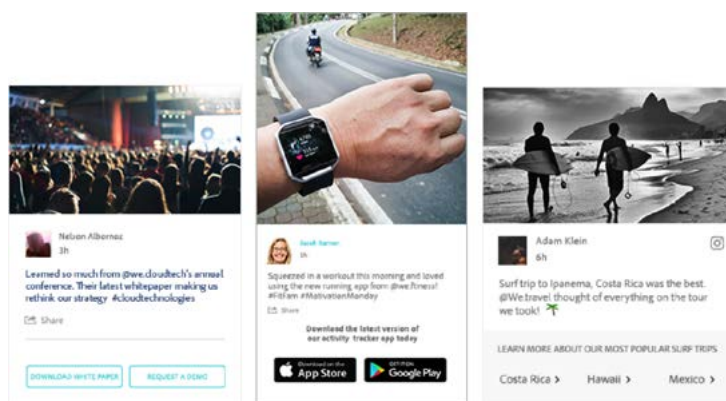 Nelson Albornoz
3h
Learned so much from @we.cloudtech's annual
conference. Their latest whitepaper making us
rethink our strategy #cloudtechnologies
Share
DOWNLOAD WHITE PAPER
REQUEST A DEMO
1h
Squeezed in a workout this morning and loved
using the new running app from @we.fitness!
#FitFam #MotivationMonday
Share
Download the latest version of
our activity tracker app today
Download on the
App Store
GET IT ON
Google Play
Adam Klein
6h
Surf trip to Ipanema, Costa Rica was the best.
@We.travel thought of everything on the tour
we took!
LEARN MORE ABOUT OUR MOST POPULAR SURF TRIPS
Costa Rica >
Hawaii >
Mexico >